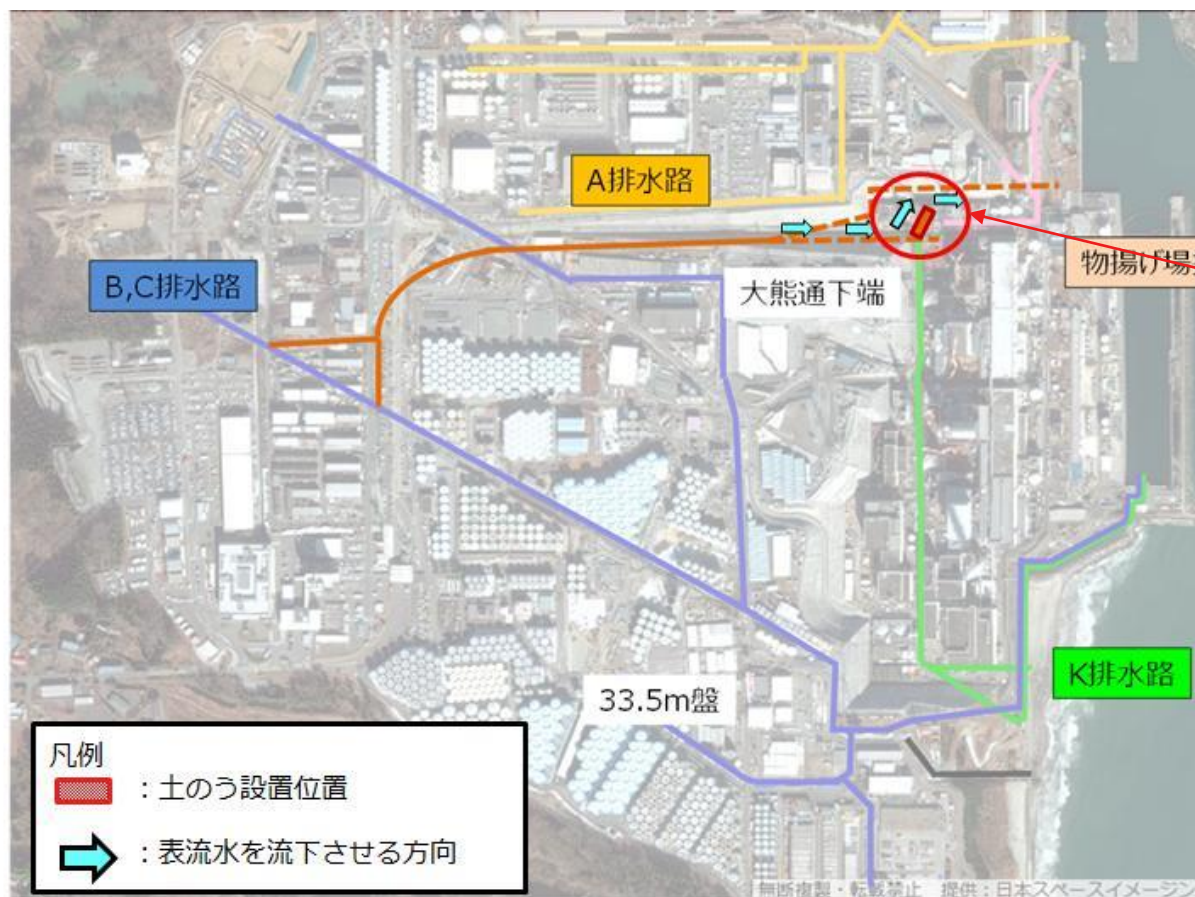 A排水路
B,C排水路
大熊通下端
物揚げ場
K排水路
33.5m盤
凡例
：土のう設置位置
：表流水を流下させる方向
無断複製・転載禁止 提供：日本スペースイメージン